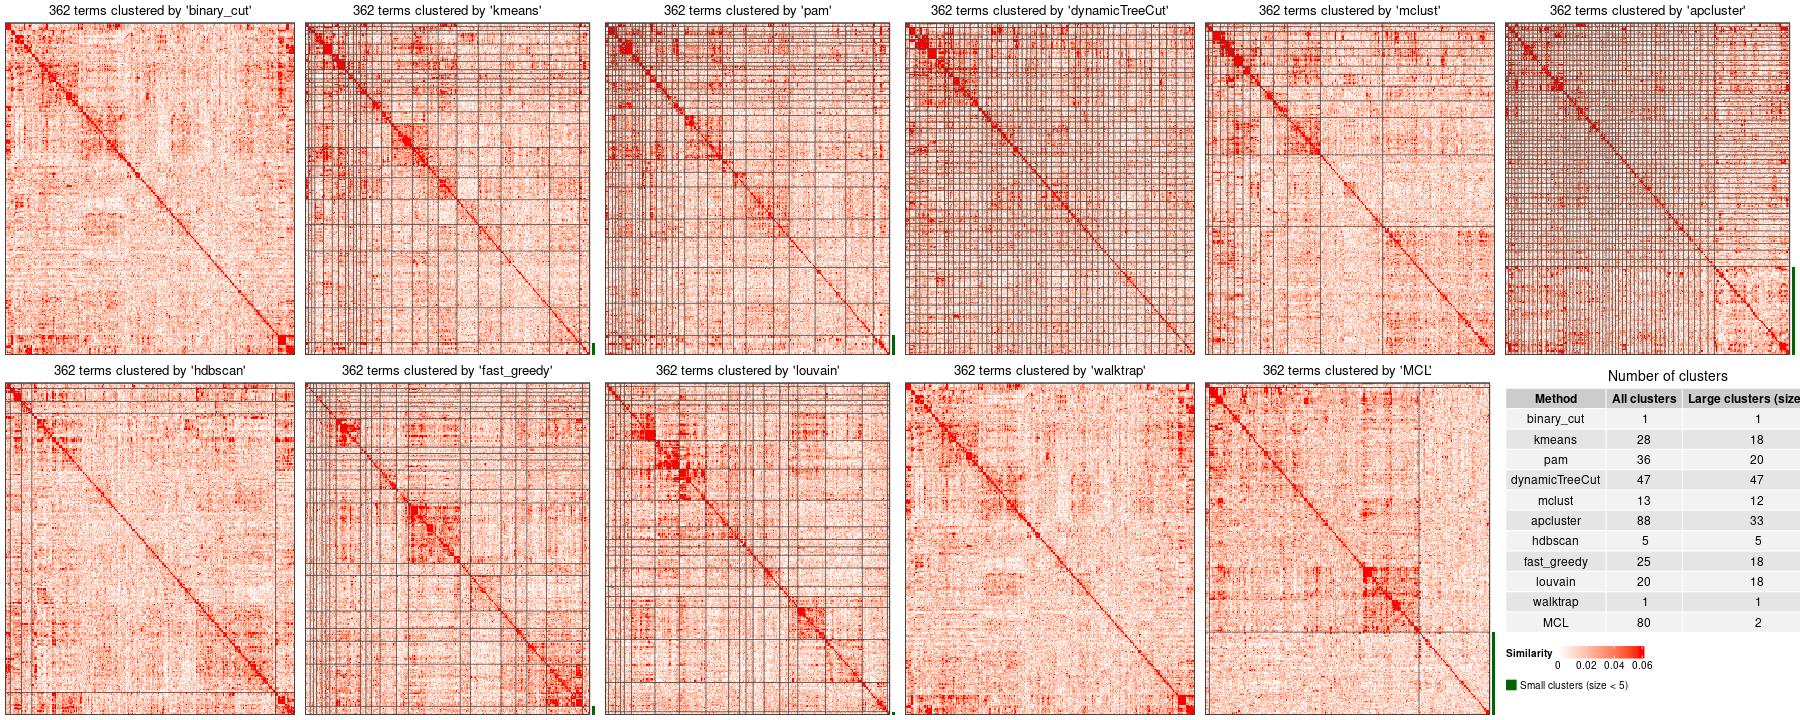 362 terms clustered by 'binary_cut'
362 terms clustered by 'kmeans'
362 terms clustered by 'pam'
362 terms clustered by 'dynamicTreeCut'
362 terms clustered by 'mclust'
362 terms clustered by 'apcluster'
362 terms clustered by 'hdbscan'
362 terms clustered by 'fast_greedy'
362 terms clustered by 'louvain'
362 terms clustered by 'walktrap'
362 terms clustered by 'MCL'
Number of clusters
Method All clusters Large clusters (size
binary_cut 1 1
kmeans 28 18
pam 36 20
dynamicTreeCut 47 47
mclust 13 12
apcluster 88 33
hdbscan 5 5
fast_greedy 25 18
louvain 20 18
walktrap 1 1
MCL 80 2
Similarity
0 0.02 0.04 0.06
Small clusters (size < 5)